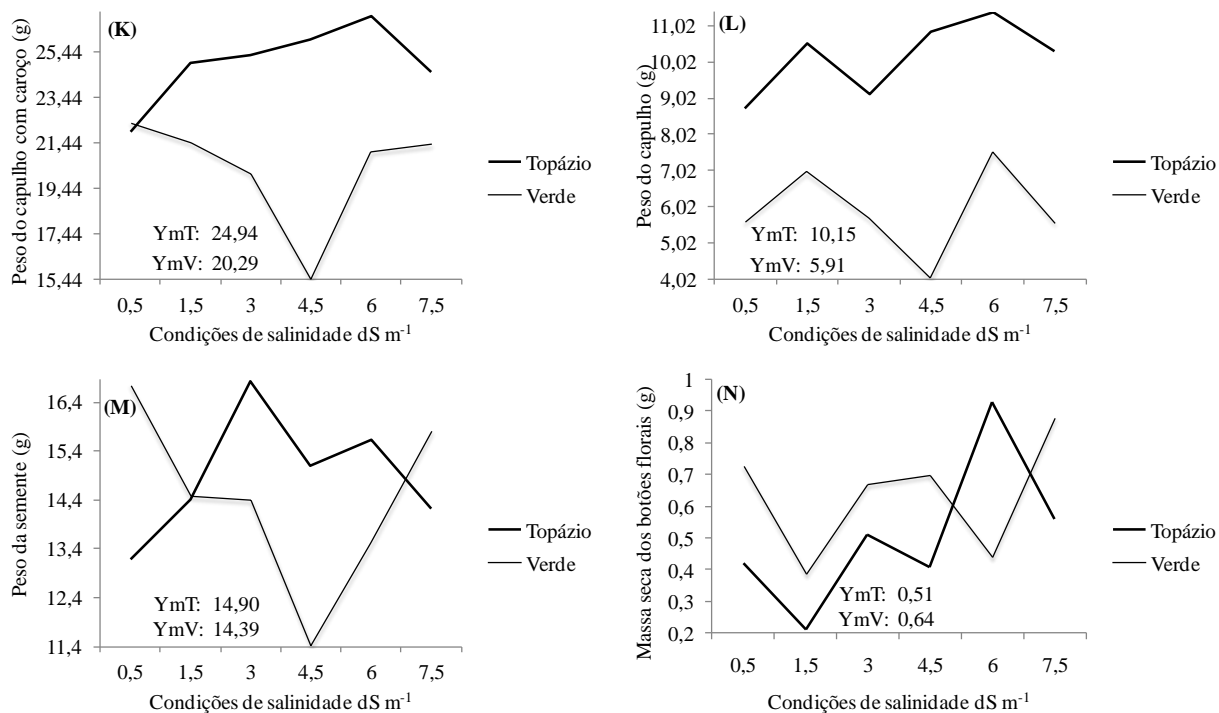 (K)
Peso do capulho com caroço (g)
25,44
23,44
21,44
19,44
17,44
15,44
YmT: 24,94
YmV: 20,29
0,5 1,5 3 4,5 6 7,5
Condições de salinidade dS m⁻¹
Topázio
Verde
(L)
Peso do capulho (g)
11,02
10,02
9,02
8,02
7,02
6,02
5,02
4,02
YmT: 10,15
YmV: 5,91
0,5 1,5 3 4,5 6 7,5
Condições de salinidade dS m⁻¹
Topázio
Verde
(M)
Peso da semente (g)
16,4
15,4
14,4
13,4
12,4
11,4
YmT: 14,90
YmV: 14,39
0,5 1,5 3 4,5 6 7,5
Condições de salinidade dS m⁻¹
Topázio
Verde
(N)
Massa seca dos botões florais (g)
1
0,9
0,8
0,7
0,6
0,5
0,4
0,3
0,2
YmT: 0,51
YmV: 0,64
0,5 1,5 3 4,5 6 7,5
Condições de salinidade dS m⁻¹
Topázio
Verde